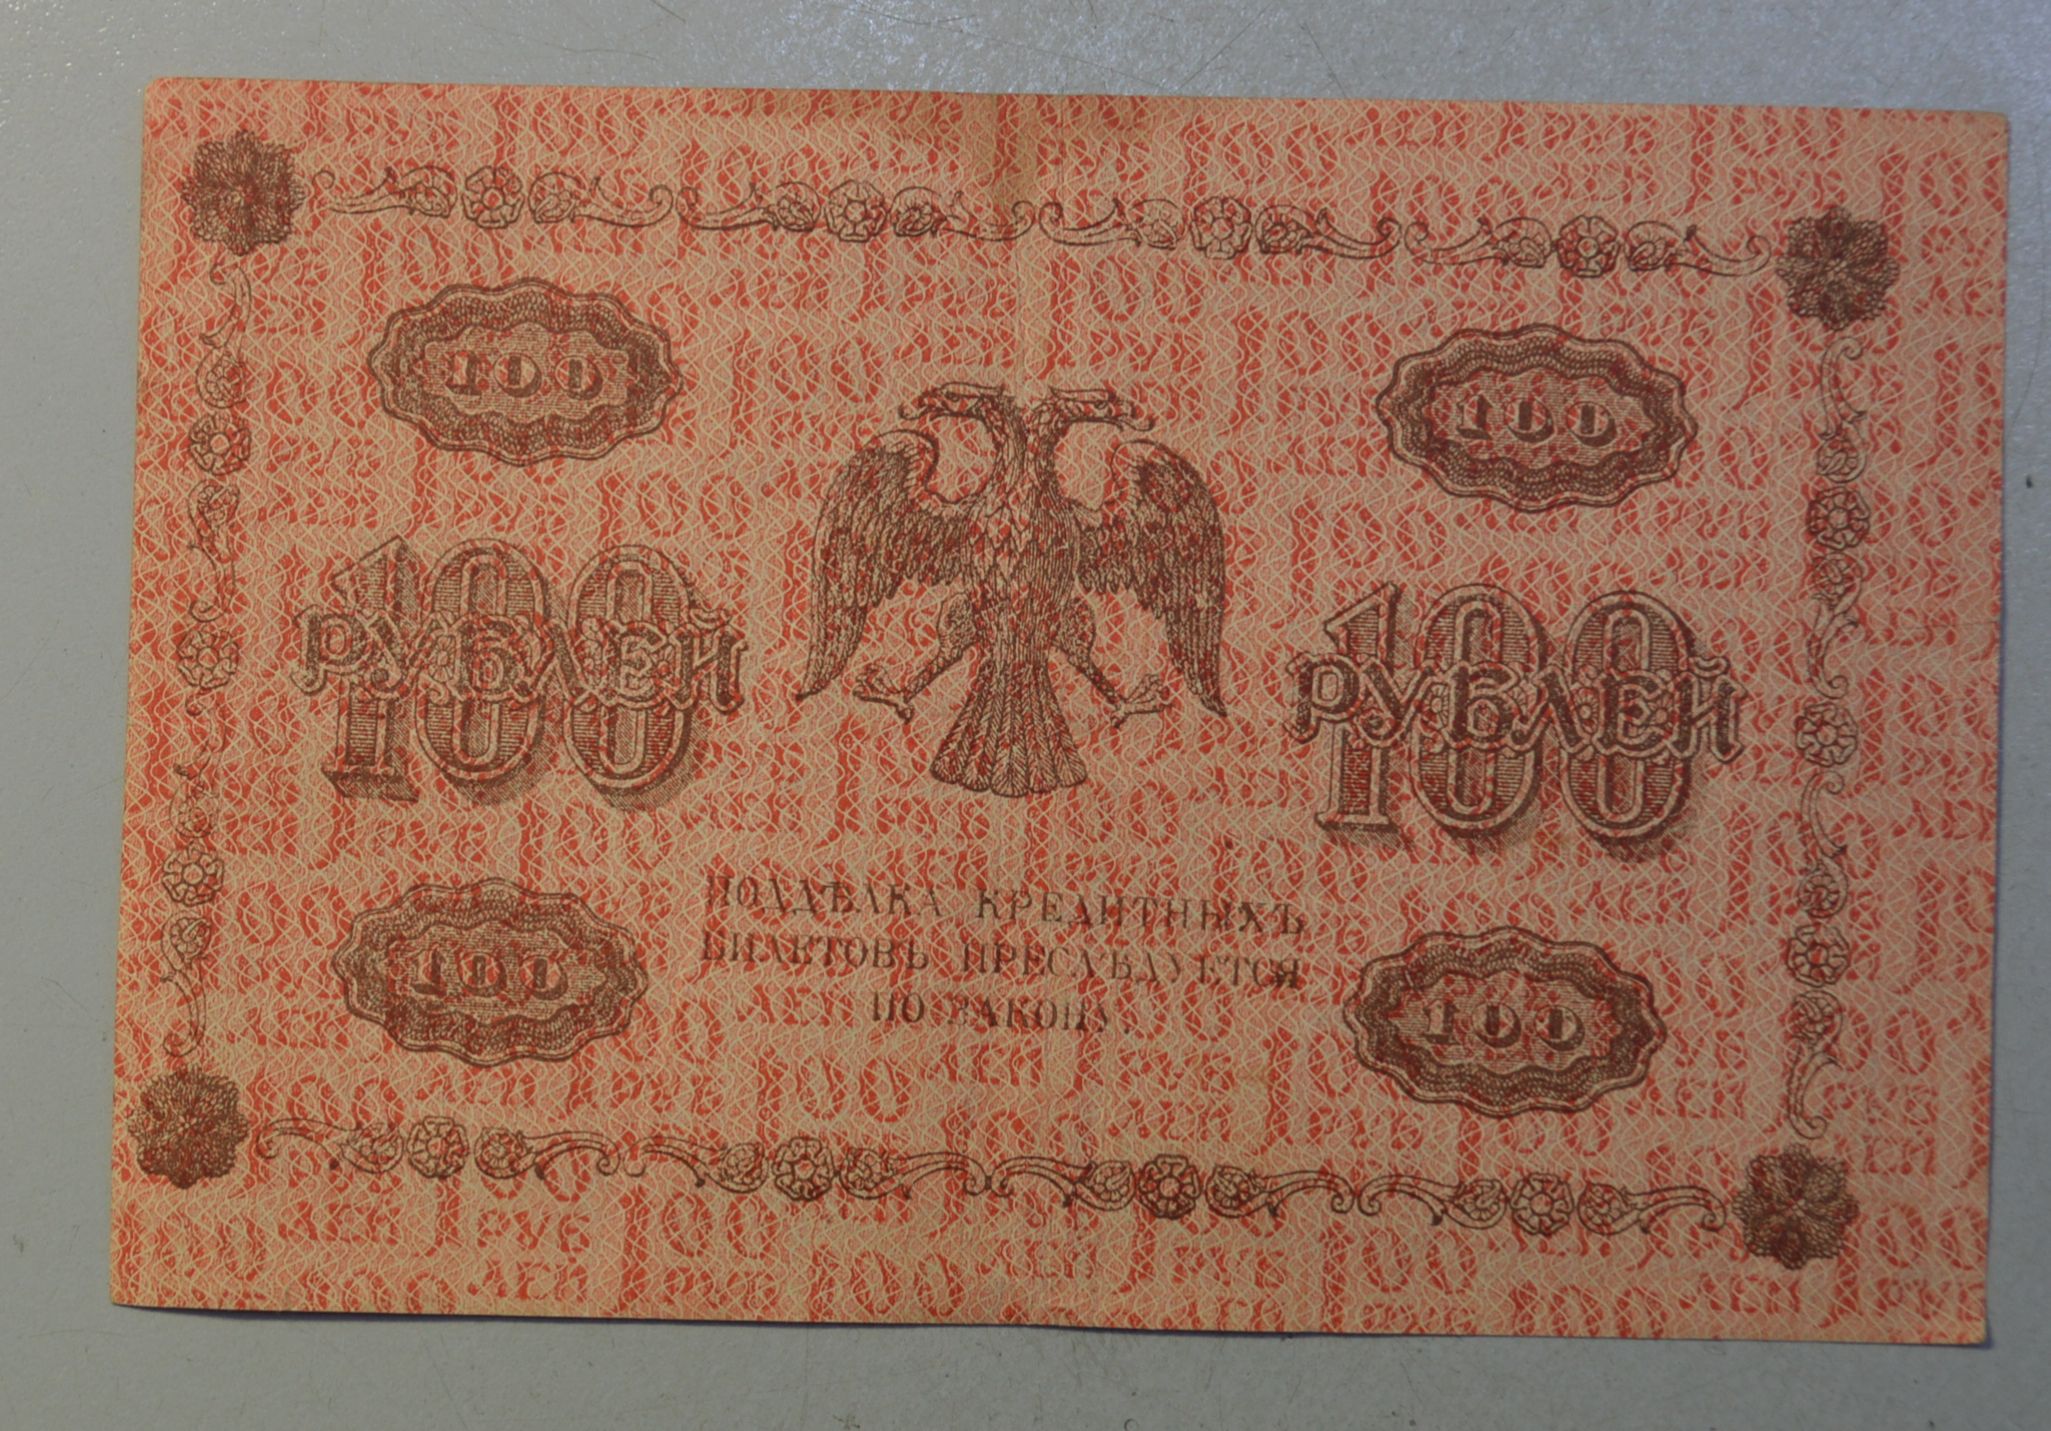 100 100
100 100
РУБЛЕЙ РУБЛЕЙ
ПОДДѢЛКА КРЕДИТНЫХЪ
БИЛЕТОВЪ ПРЕСЛѢДУЕТСЯ
ПО ЗАКОНУ.
100 100